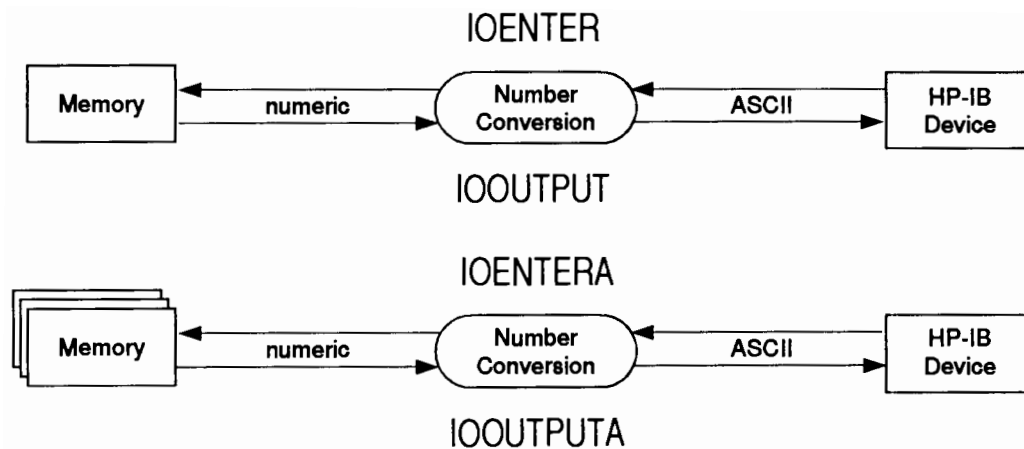 IOENTER
Memory
numeric
Number
Conversion
ASCII
HP-IB
Device
IOOUTPUT
IOENTERA
Memory
numeric
Number
Conversion
ASCII
HP-IB
Device
IOOUTPUTA